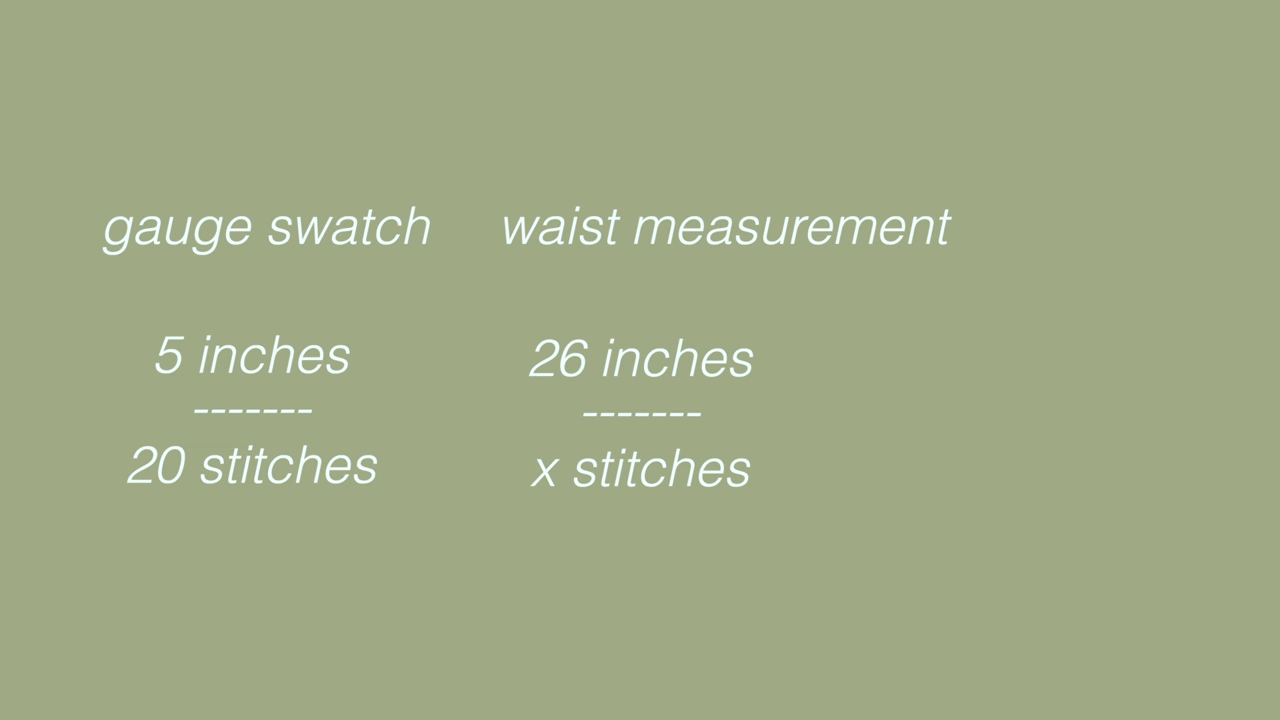 gauge swatch
5 inches
-------
20 stitches
waist measurement
26 inches
-------
x stitches